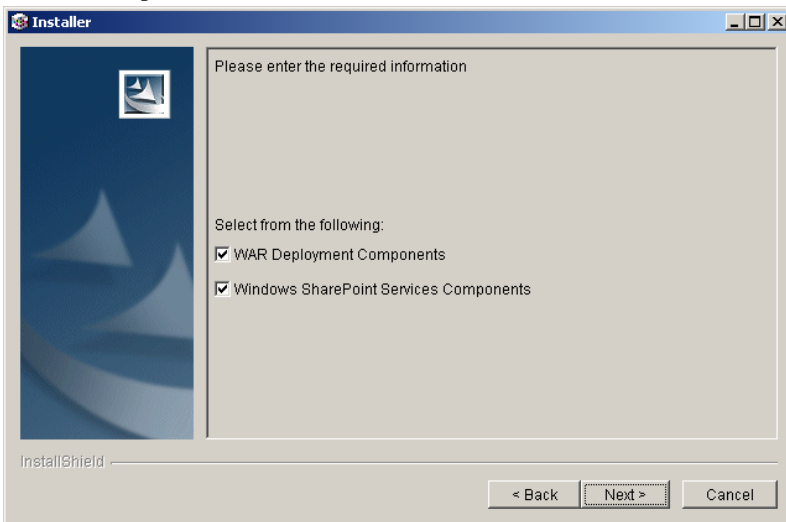 Installer
Please enter the required information
Select from the following:
WAR Deployment Components
Windows SharePoint Services Components
InstallShield
< Back Next > Cancel